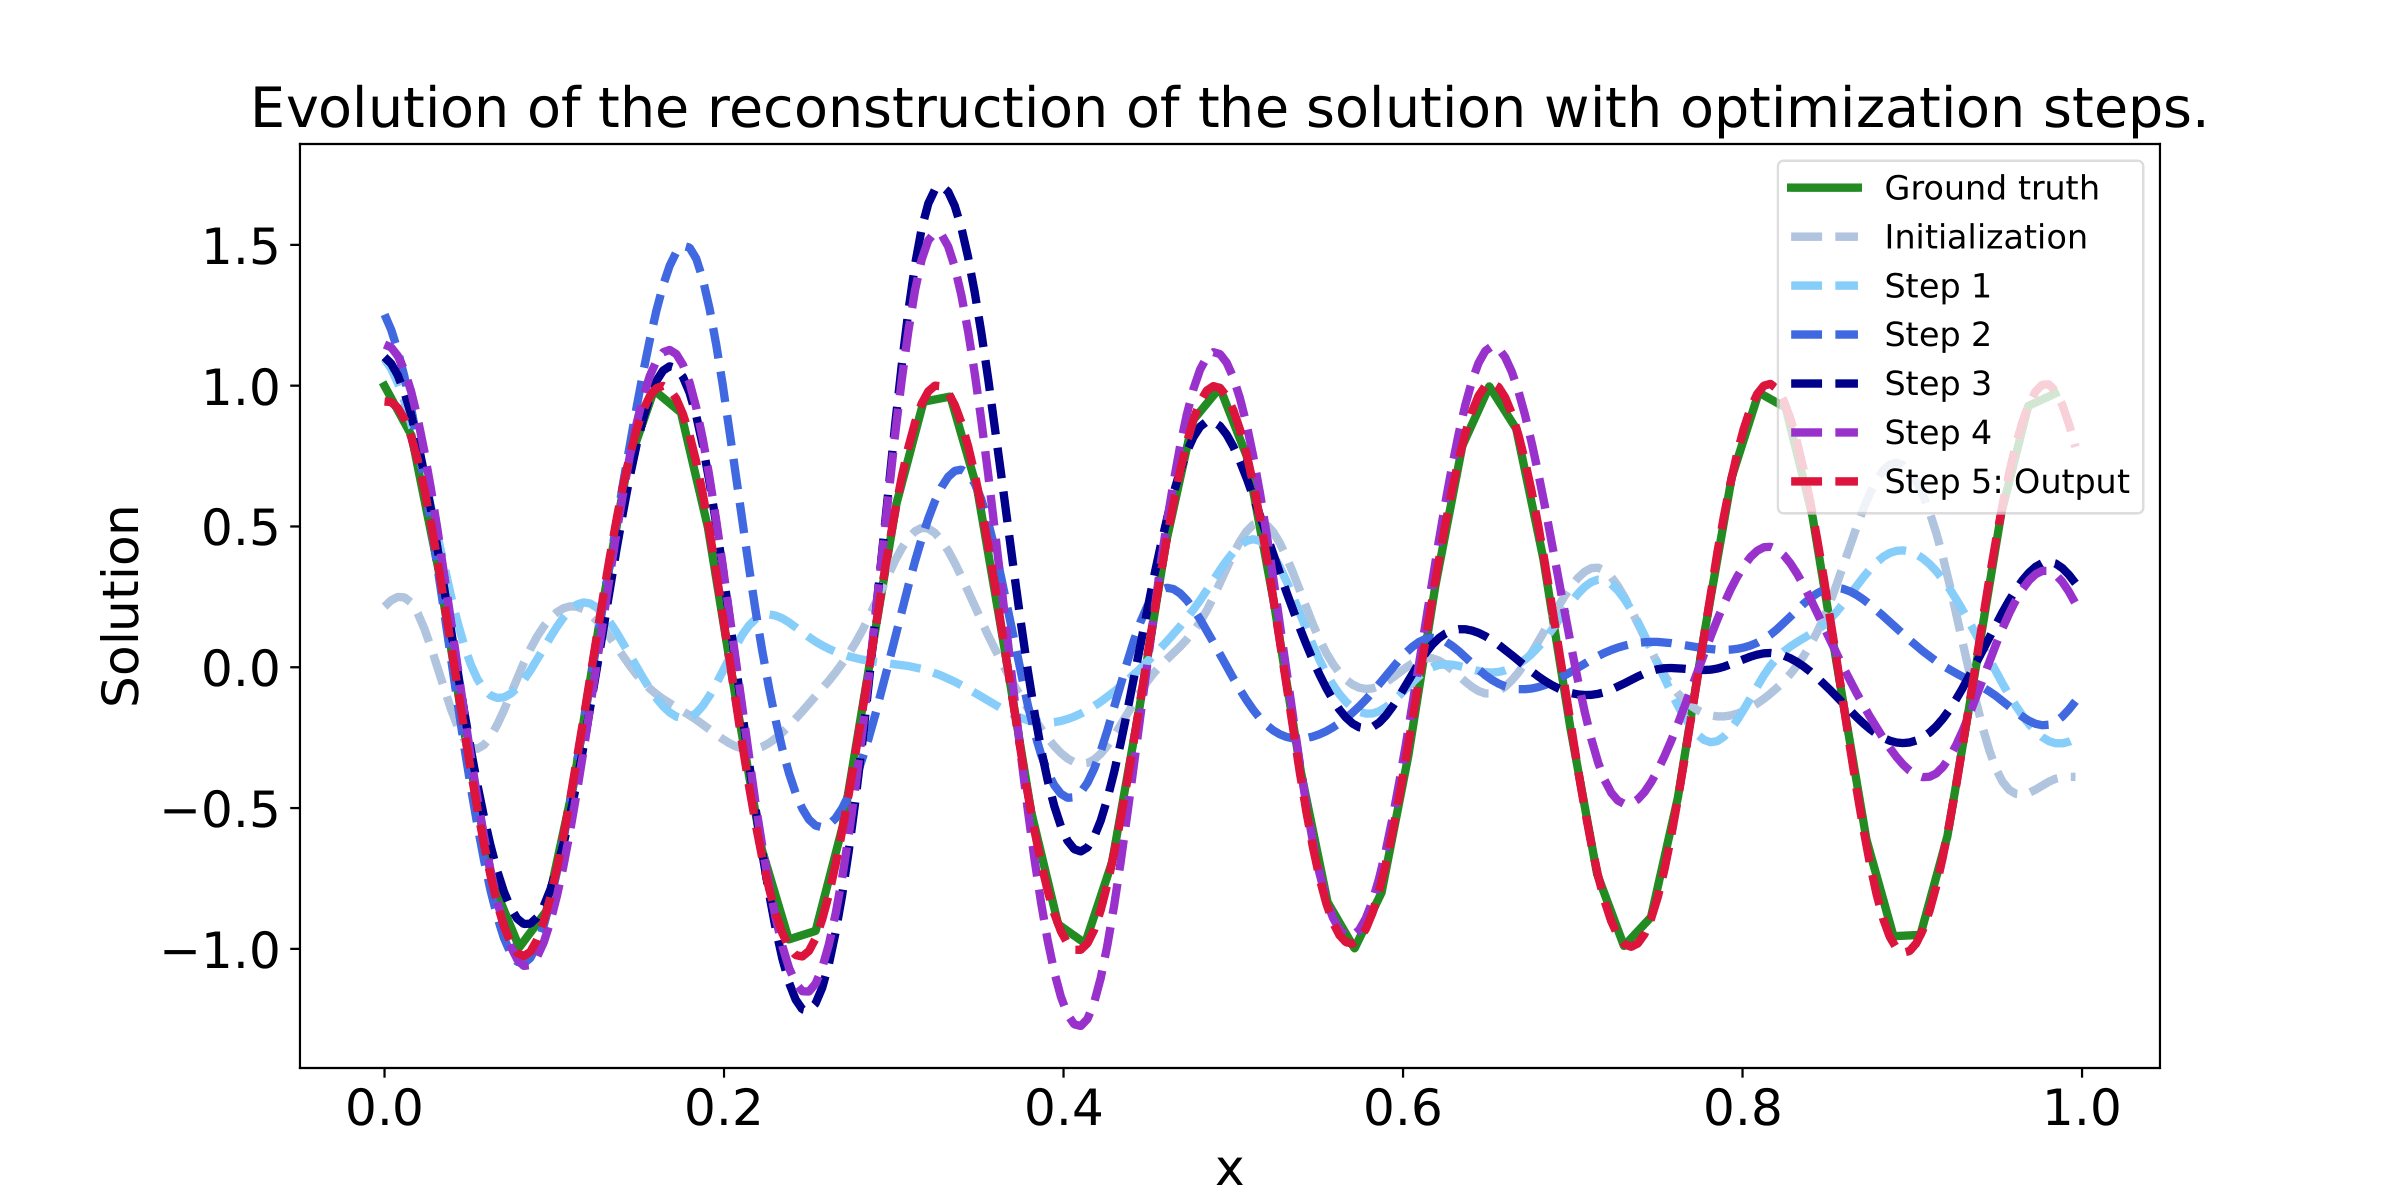 Evolution of the reconstruction of the solution with optimization steps.
Ground truth
Initialization
Step 1
Step 2
Step 3
Step 4
Step 5: Output
Solution
1.5
1.0
0.5
0.0
−0.5
−1.0
0.0 0.2 0.4 0.6 0.8 1.0
x